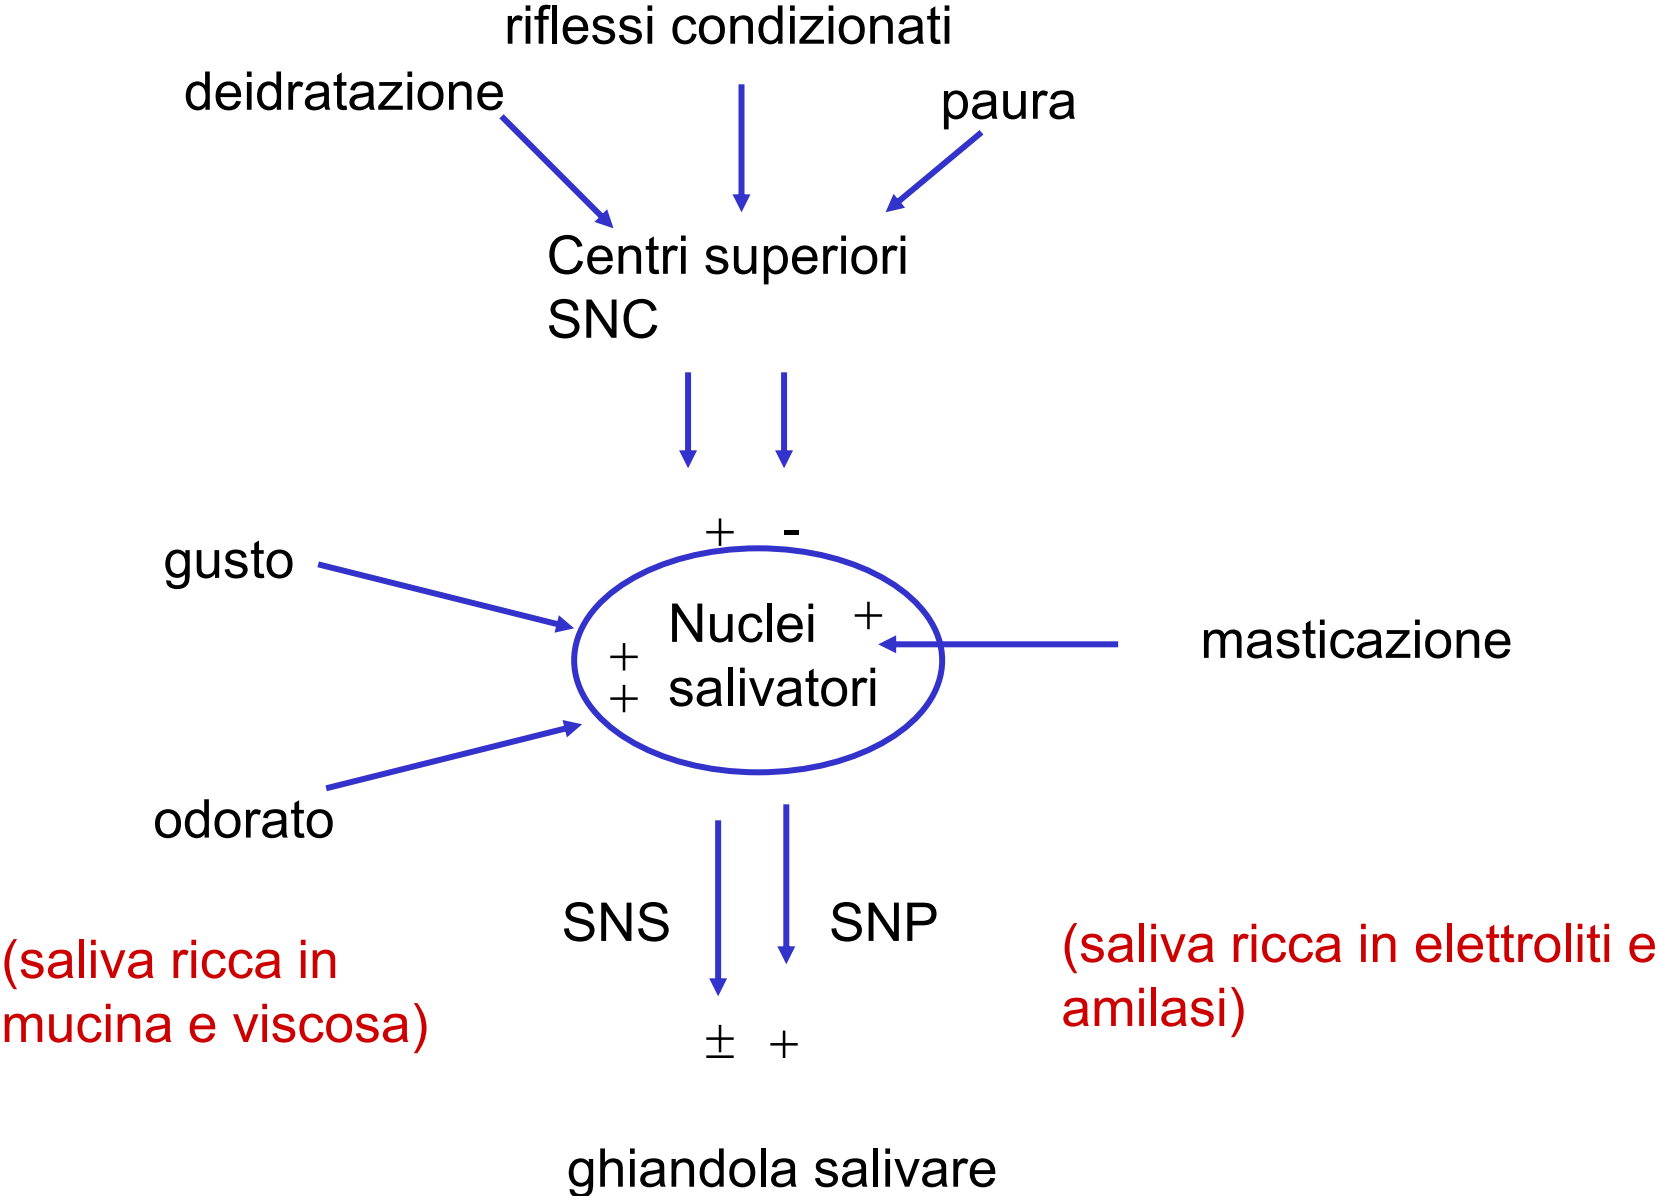 riflessi condizionati
deidratazione
paura
Centri superiori
SNC
+ -
gusto
Nuclei +
+
salivatori
+
masticazione
odorato
SNS
SNP
(saliva ricca in
mucina e viscosa)
(saliva ricca in elettroliti e
amilasi)
± +
ghiandola salivare